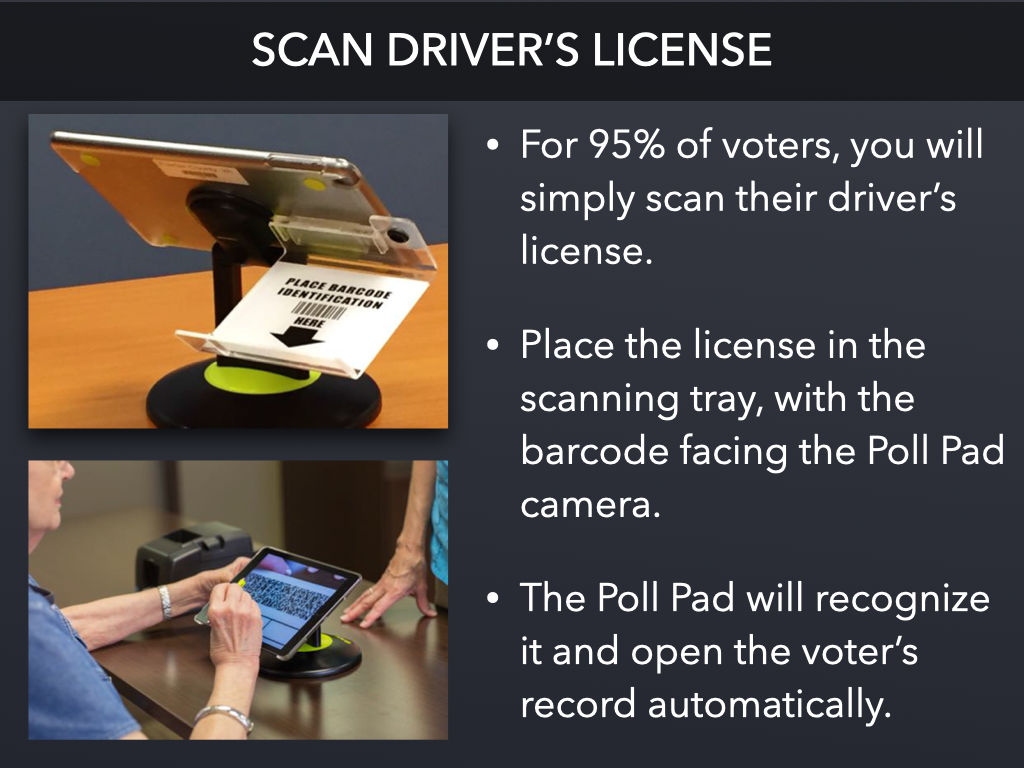 SCAN DRIVER’S LICENSE
PLACE BARCODE
IDENTIFICATION
HERE
• For 95% of voters, you will
simply scan their driver’s
license.
• Place the license in the
scanning tray, with the
barcode facing the Poll Pad
camera.
• The Poll Pad will recognize
it and open the voter’s
record automatically.